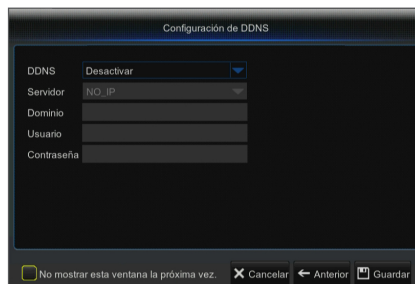 Configuración de DDNS
DDNS Desactivar
Servidor NO_IP
Dominio
Usuario
Contraseña
No mostrar esta ventana la próxima vez. Cancelar Anterior Guardar